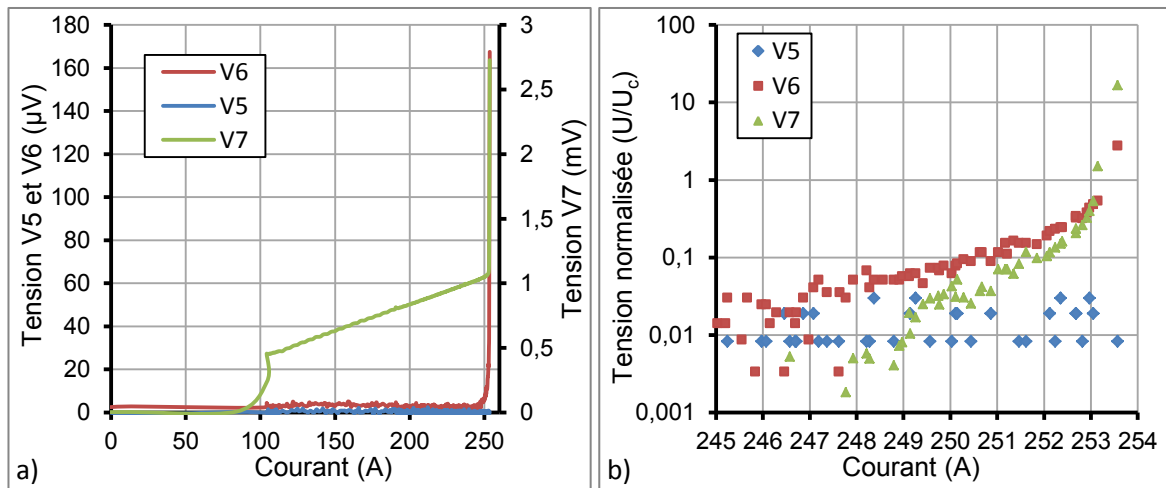 180
160
140
120
100
80
60
40
20
0
Tension V5 et V6 (µV)
3
2,5
2
1,5
1
0,5
0
Tension V7 (mV)
V6
V5
V7
0 50 100 150 200 250
Courant (A)
a)
100
10
1
0,1
0,01
0,001
Tension normalisée (U/Uc)
V5
V6
V7
245 246 247 248 249 250 251 252 253 254
Courant (A)
b)